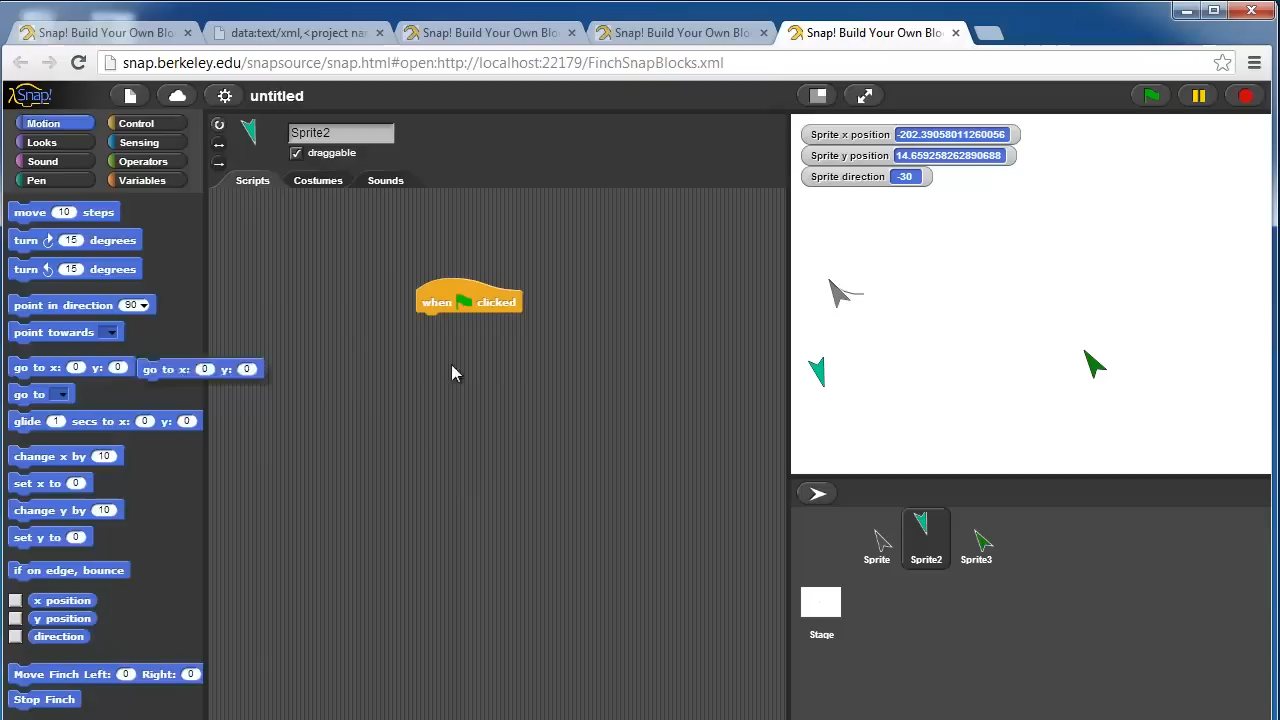 Snap! Build Your Own Blo
data:text/xml,<project nar
Snap! Build Your Own Blo
Snap! Build Your Own Blo
Snap! Build Your Own Blo
snap.berkeley.edu/snapsource/snap.html#open:http://localhost:22179/FinchSnapBlocks.xml
Snap!
untitled
Motion
Control
Looks
Sensing
Sound
Operators
Pen
Variables
Sprite2
draggable
Scripts
Costumes
Sounds
move 10 steps
turn 15 degrees
turn 15 degrees
point in direction 90
point towards
go to x: 0 y: 0
go to x: 0 y: 0
go to
glide 1 secs to x: 0 y: 0
change x by 10
set x to 0
change y by 10
set y to 0
if on edge, bounce
x position
y position
direction
Move Finch Left: 0 Right: 0
Stop Finch
when clicked
Sprite x position -202.39058011260056
Sprite y position 14.659258262890688
Sprite direction -30
Sprite
Sprite2
Sprite3
Stage